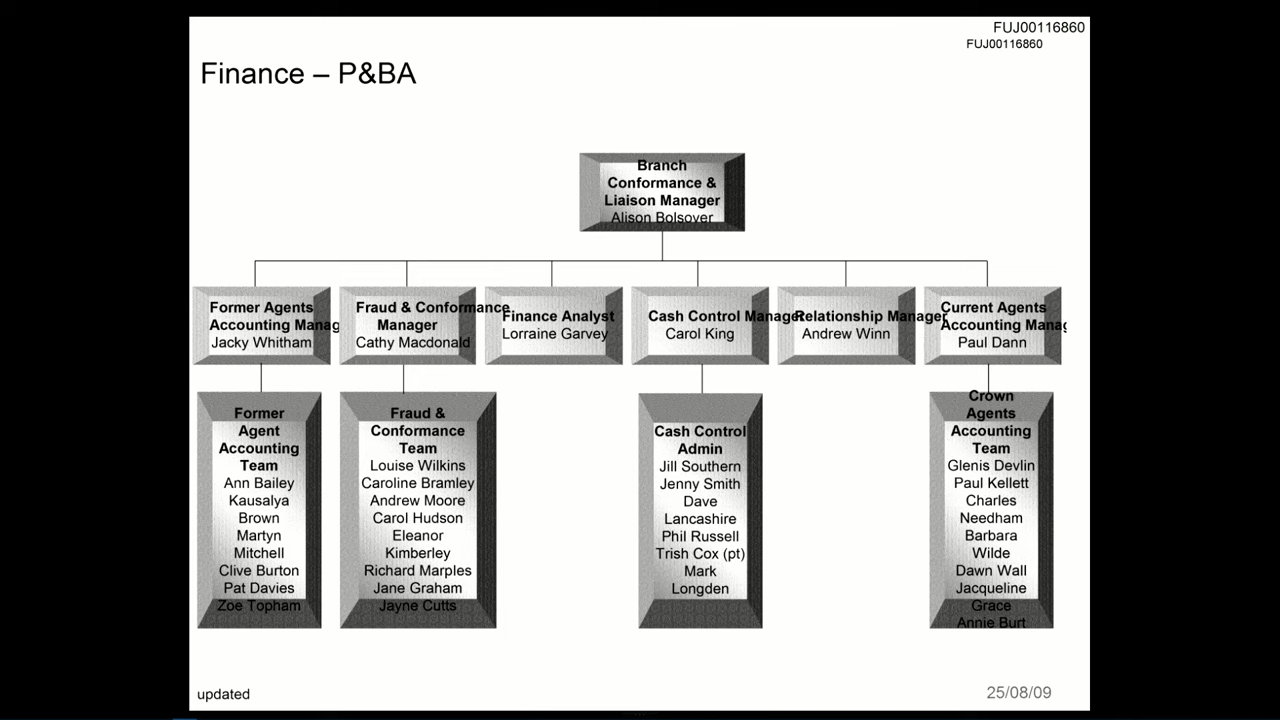 FUJ00116860
FUJ00116860
Finance – P&BA
Branch
Conformance &
Liaison Manager
Alison Bolsover
Former Agents
Accounting Manag
Jacky Whitham
Fraud & Conformance
Manager
Cathy Macdonald
Finance Analyst
Lorraine Garvey
Cash Control Manager
Carol King
Relationship Manager
Andrew Winn
Current Agents
Accounting Manag
Paul Dann
Former
Agent
Accounting
Team
Ann Bailey
Kausalya
Brown
Martyn
Mitchell
Clive Burton
Pat Davies
Zoe Topham
Fraud &
Conformance
Team
Louise Wilkins
Caroline Bramley
Andrew Moore
Carol Hudson
Eleanor
Kimberley
Richard Marples
Jane Graham
Jayne Cutts
Cash Control
Admin
Jill Southern
Jenny Smith
Dave
Lancashire
Phil Russell
Trish Cox (pt)
Mark
Longden
Crown
Agents
Accounting
Team
Glenis Devlin
Paul Kellett
Charles
Needham
Barbara
Wilde
Dawn Wall
Jacqueline
Grace
Annie Burt
updated
25/08/09